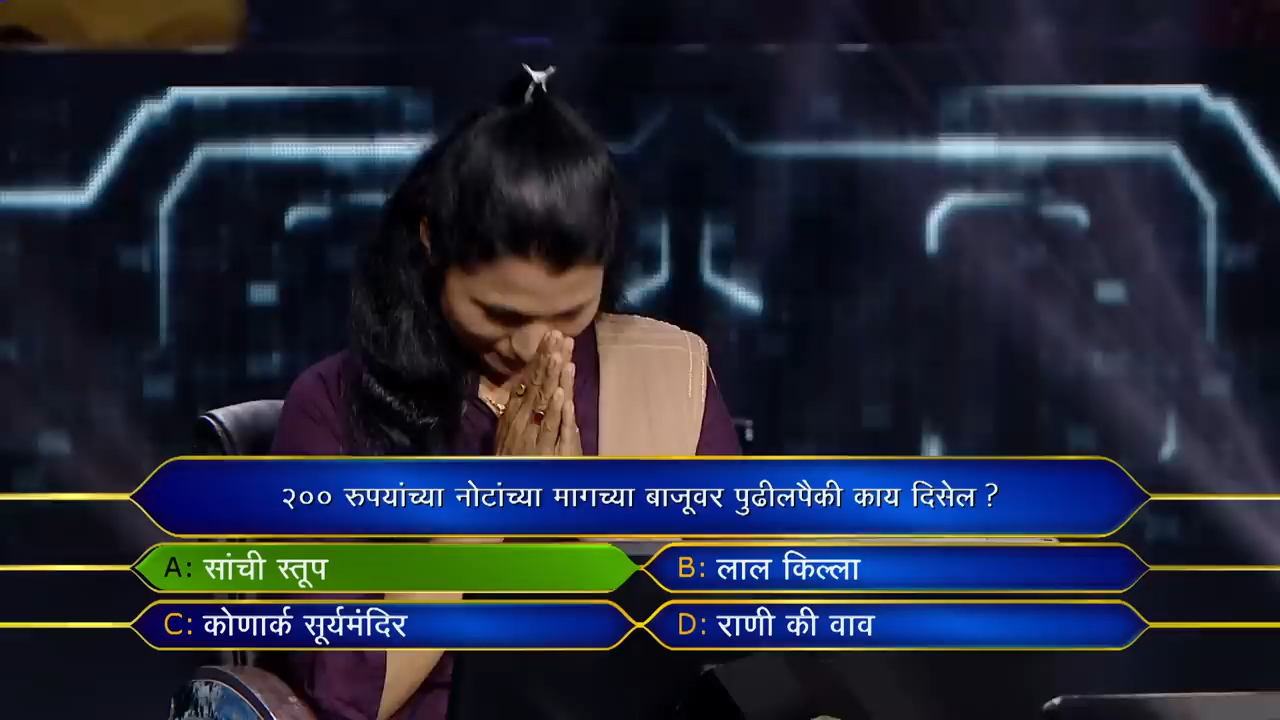 २०० रुपयांच्या नोटांच्या मागच्या बाजूवर पुढीलपैकी काय दिसेल ?
A: सांची स्तूप
B: लाल किल्ला
C: कोणार्क सूर्यमंदिर
D: राणी की वाव